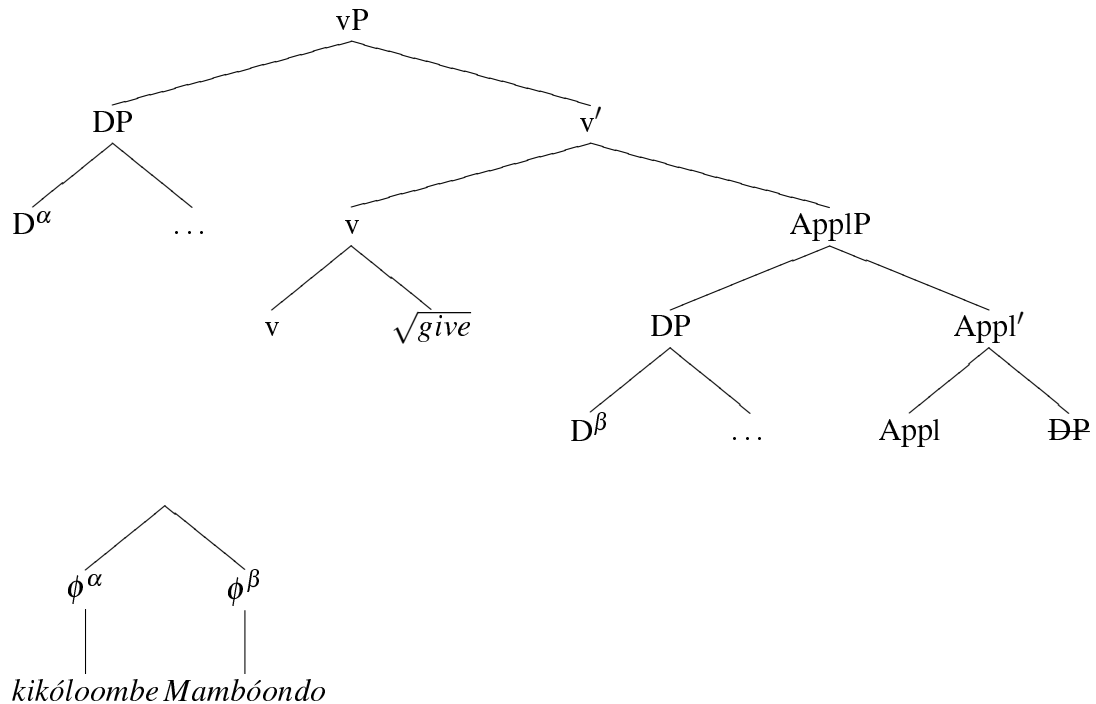 vP
DP v′
Dα … v ApplP
v √give DP Appl′
Dβ … Appl DP
ϕα ϕβ
kikóloombe Mambóondo